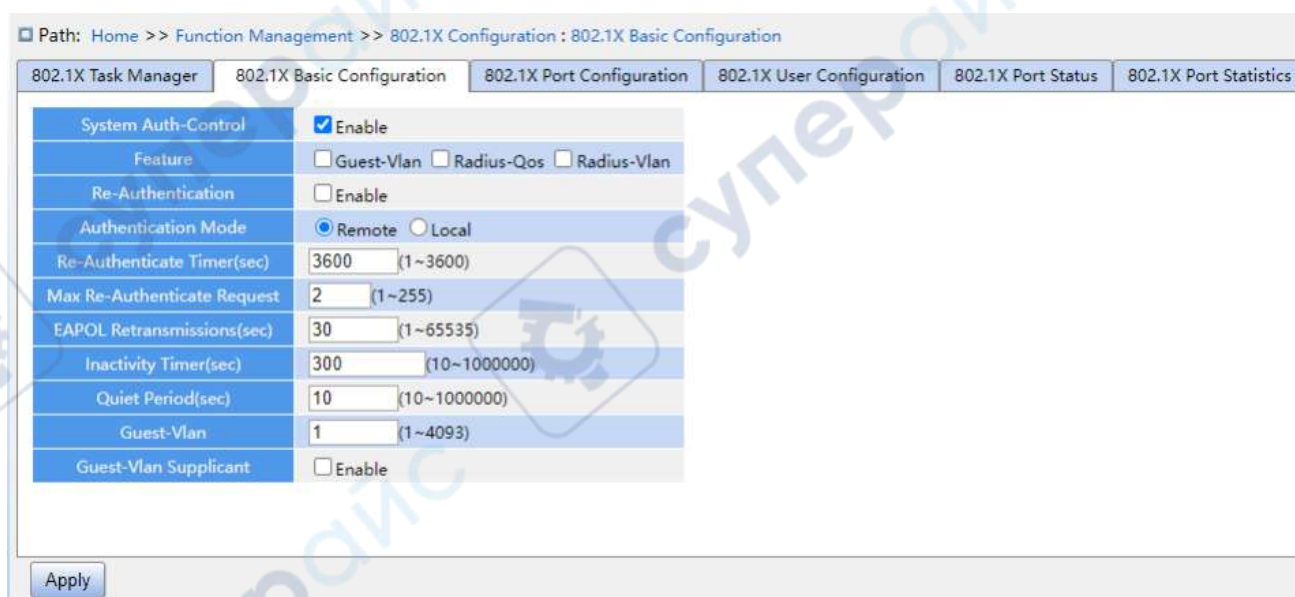 Path: Home >> Function Management >> 802.1X Configuration : 802.1X Basic Configuration
802.1X Task Manager 802.1X Basic Configuration 802.1X Port Configuration 802.1X User Configuration 802.1X Port Status 802.1X Port Statistics
System Auth-Control Enable
Feature Guest-Vlan Radius-Qos Radius-Vlan
Re-Authentication Enable
Authentication Mode Remote Local
Re-Authenticate Timer(sec) 3600 (1~3600)
Max Re-Authenticate Request 2 (1~255)
EAPOL Retransmissions(sec) 30 (1~65535)
Inactivity Timer(sec) 300 (10~1000000)
Quiet Period(sec) 10 (10~1000000)
Guest-Vlan 1 (1~4093)
Guest-Vlan Supplicant Enable
Apply
супер
айс
супер
айс